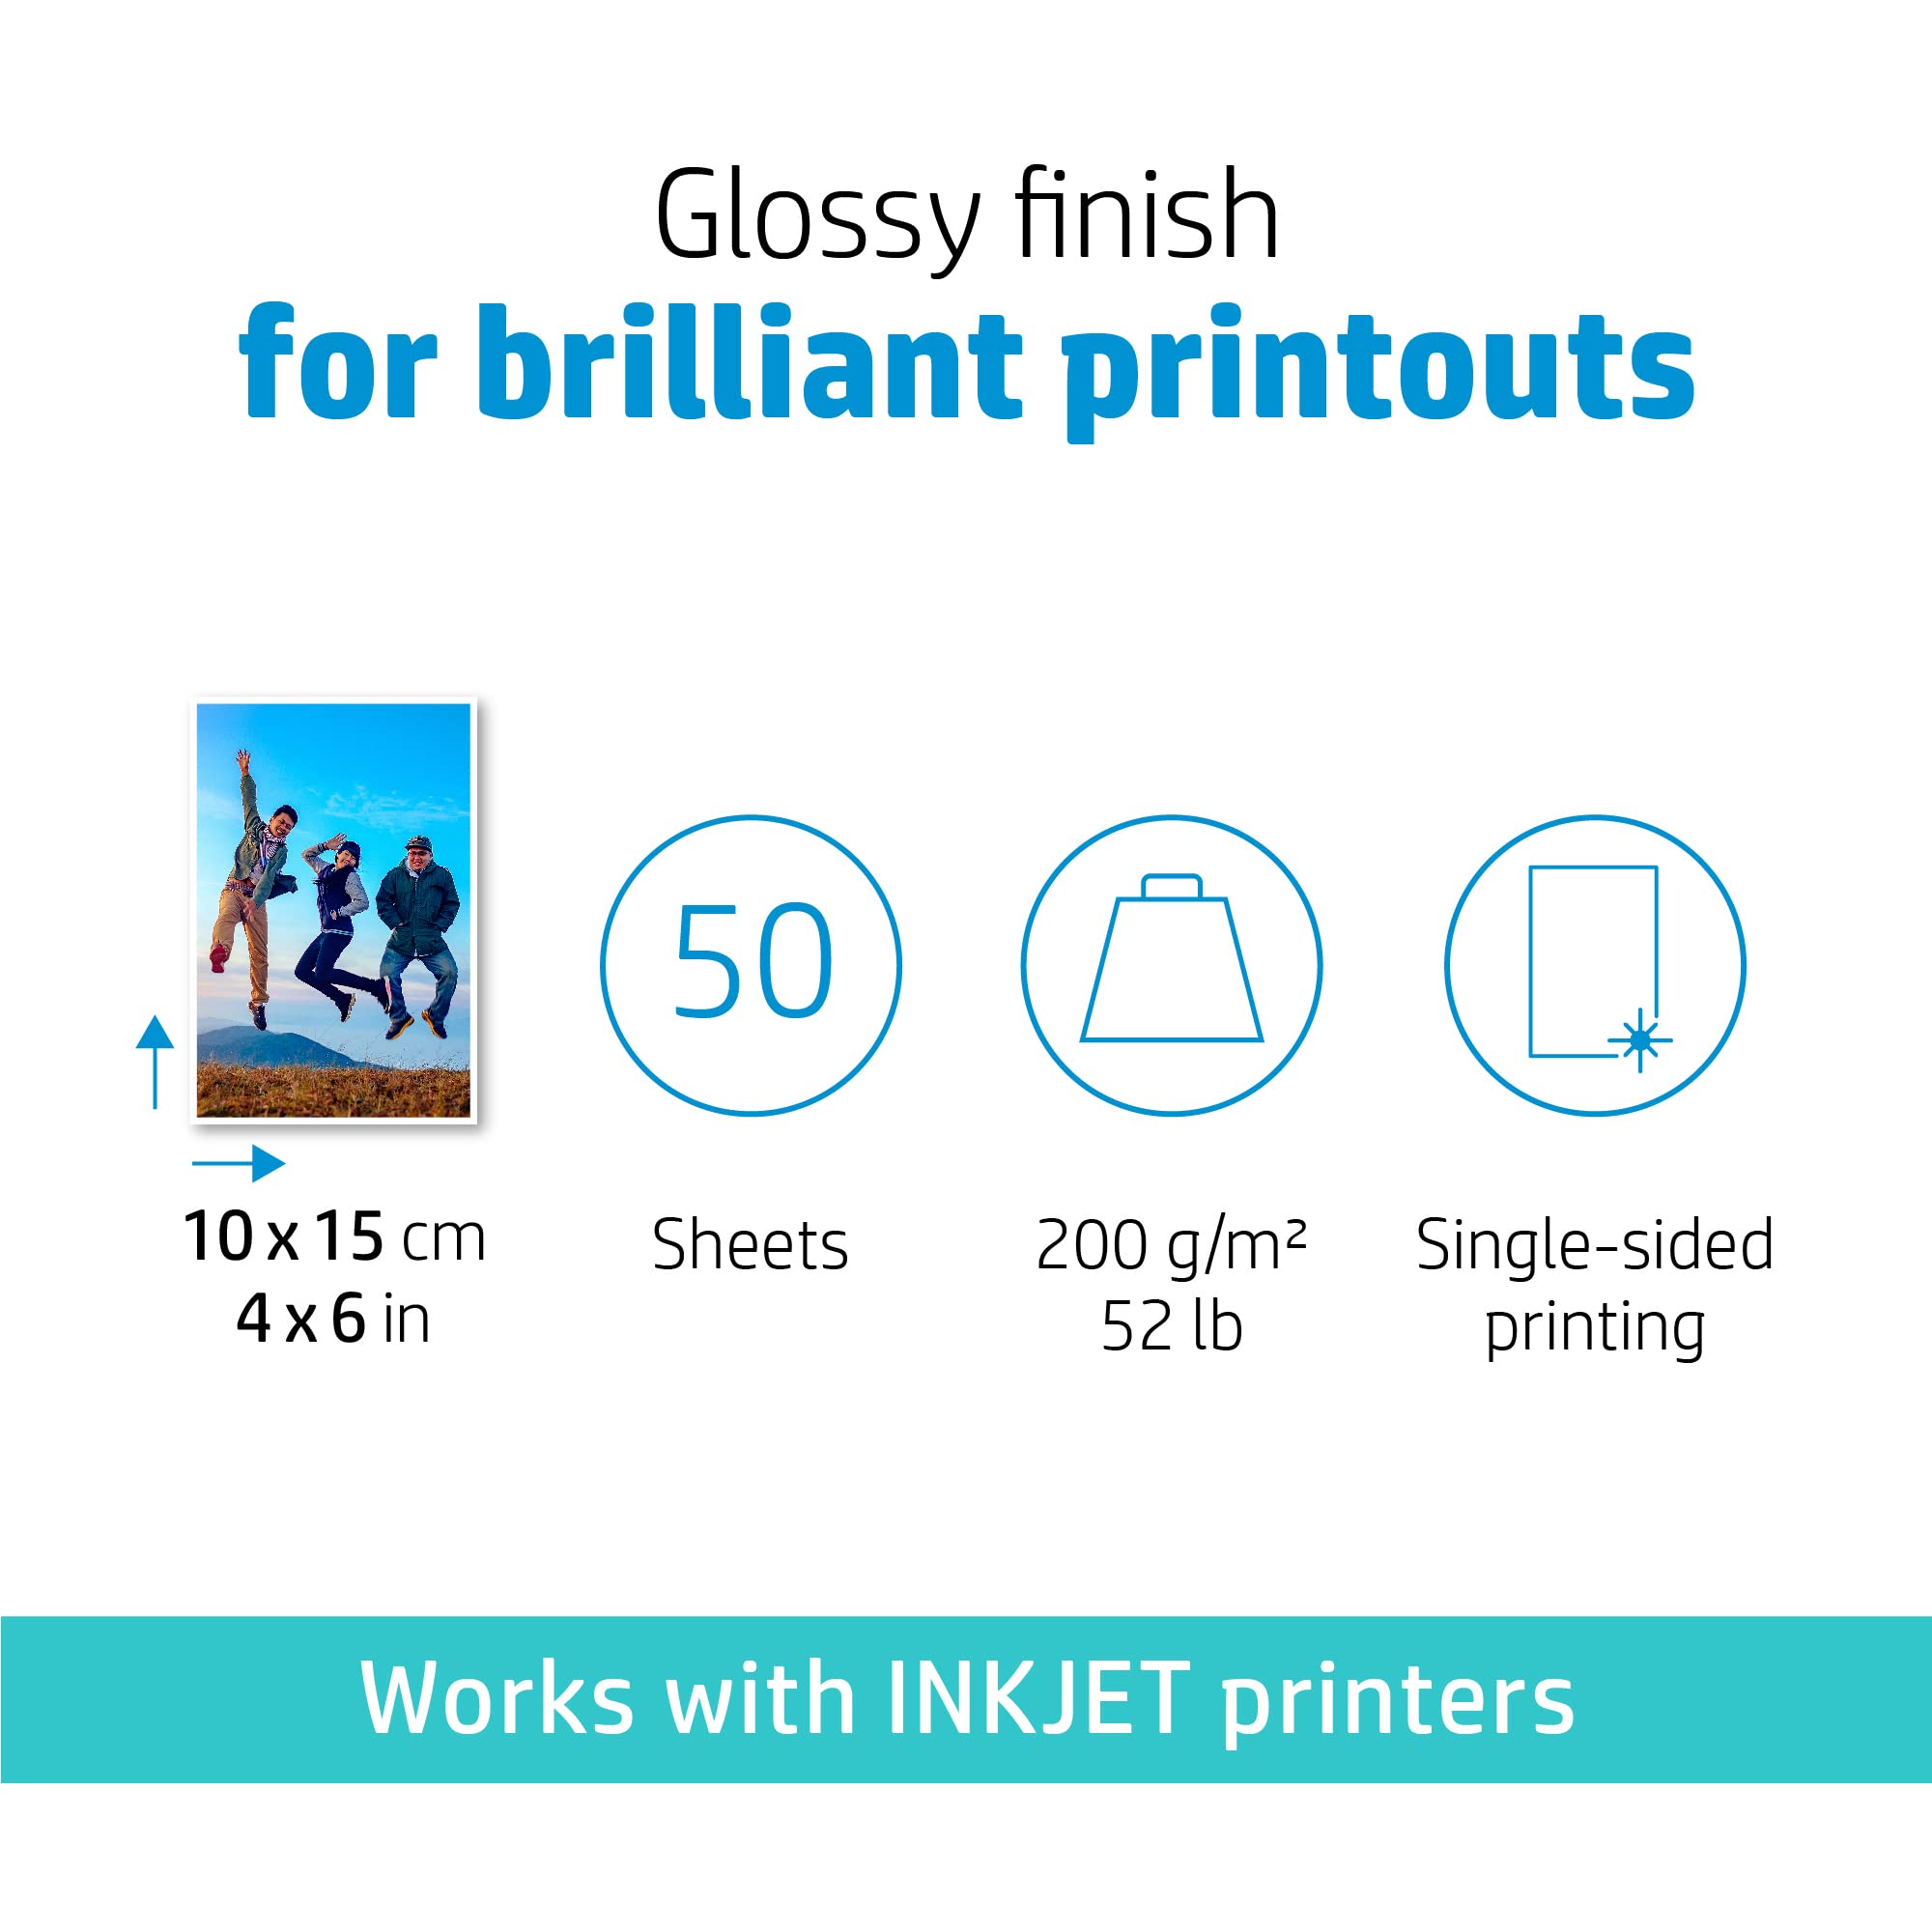 Glossy finish
for brilliant printouts
10 x 15 cm
4 x 6 in
50
Sheets
200 g/m²
52 lb
Single-sided
printing
Works with INKJET printers